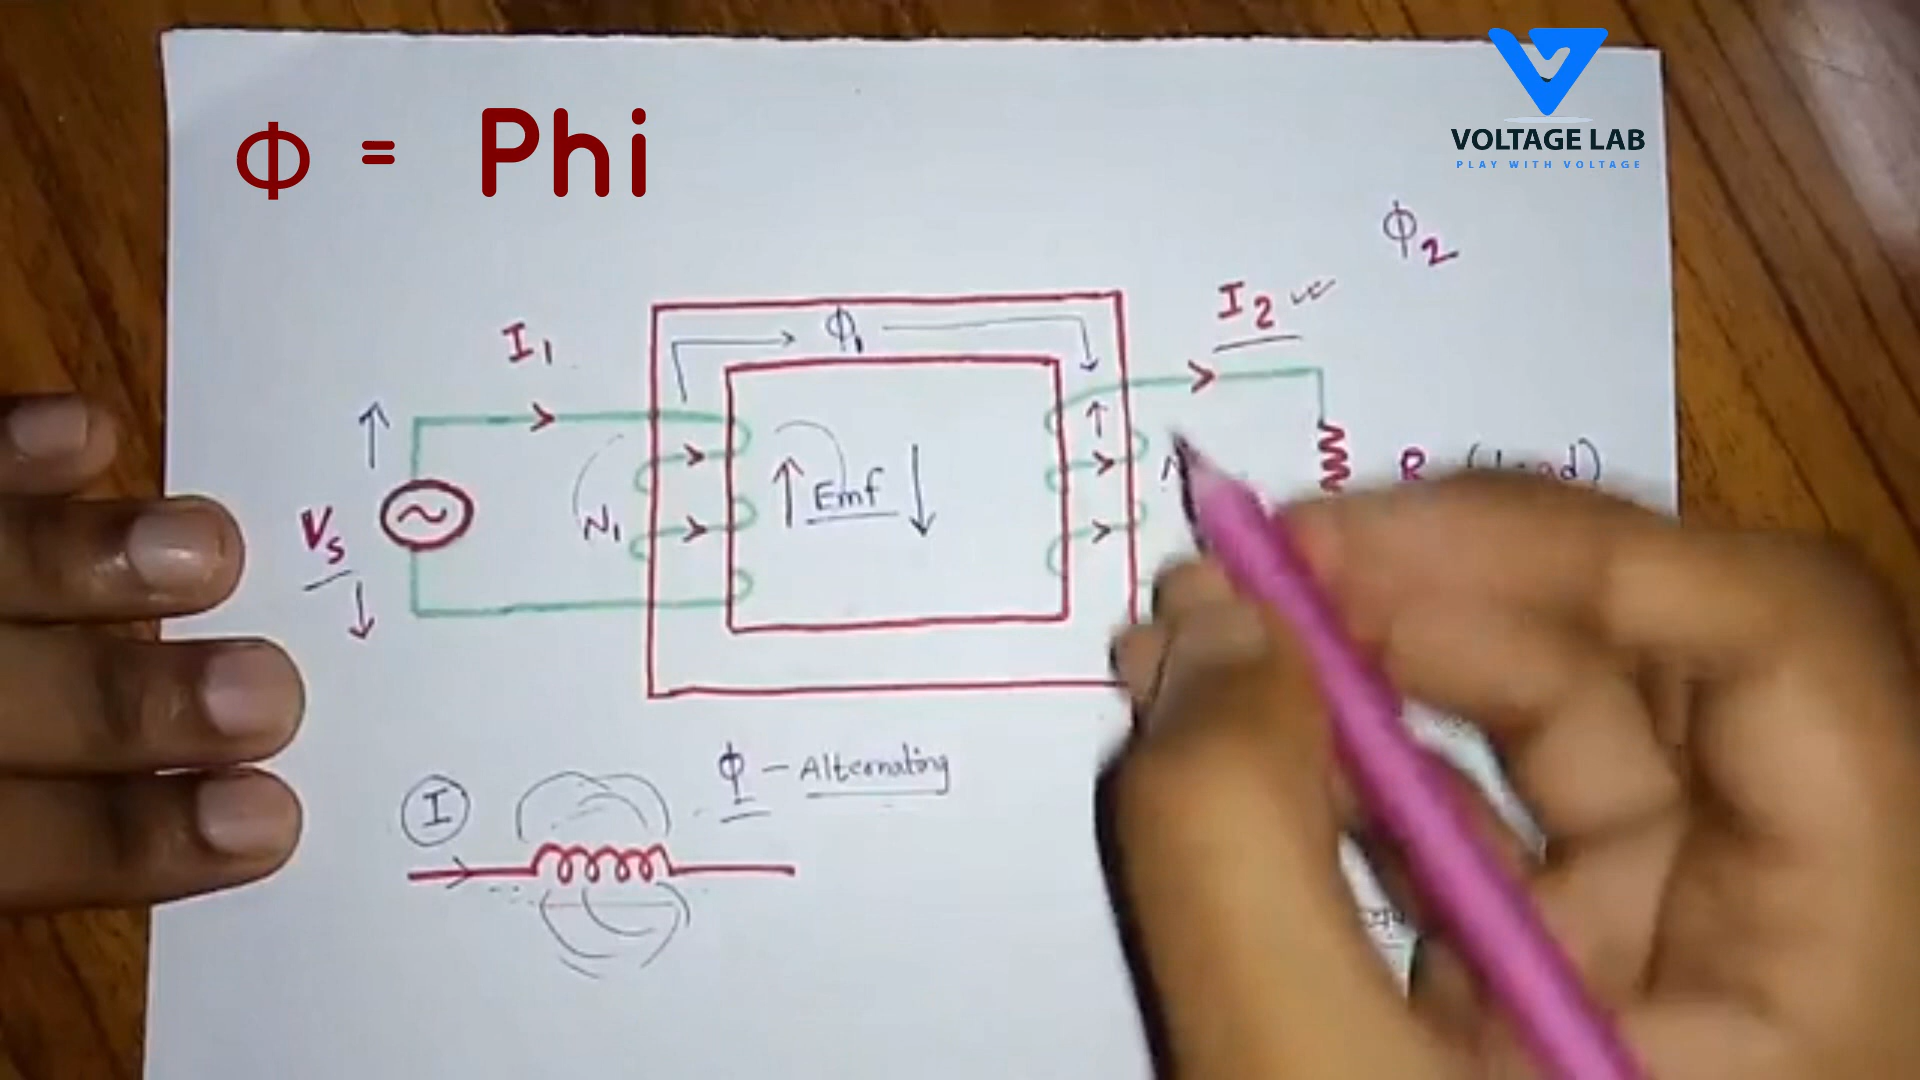 Φ = Phi
VOLTAGE LAB
PLAY WITH VOLTAGE
Φ2
I2
I1
Φ1
Vs
N1
Emf
I
Φ - Alternating